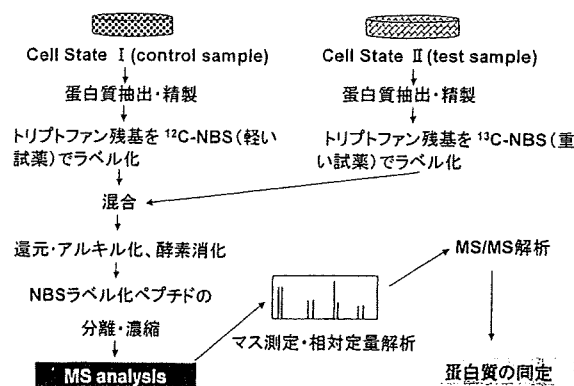 Cell State Ⅰ (control sample)
蛋白質抽出・精製
トリプトファン残基を ¹²C-NBS（軽い
試薬）でラベル化
Cell State Ⅱ (test sample)
蛋白質抽出・精製
トリプトファン残基を ¹³C-NBS（重
い試薬）でラベル化
混合
還元・アルキル化、酵素消化
NBSラベル化ペプチドの
分離・濃縮
MS analysis
マス測定・相対定量解析
MS/MS解析
蛋白質の同定